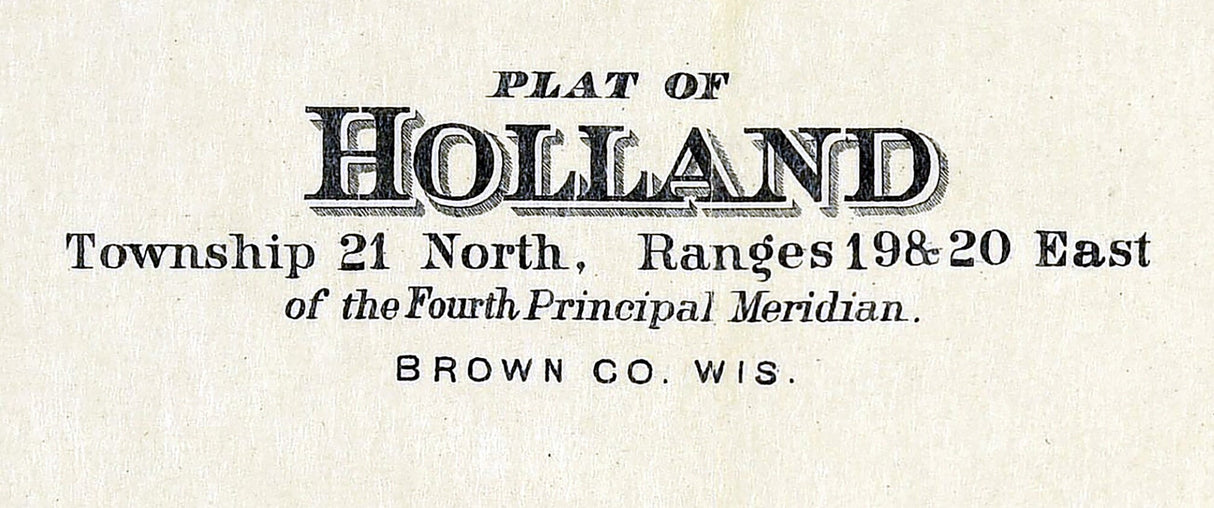 PLAT OF
HOLLAND
Township 21 North, Ranges 19 & 20 East
of the Fourth Principal Meridian.
BROWN CO. WIS.